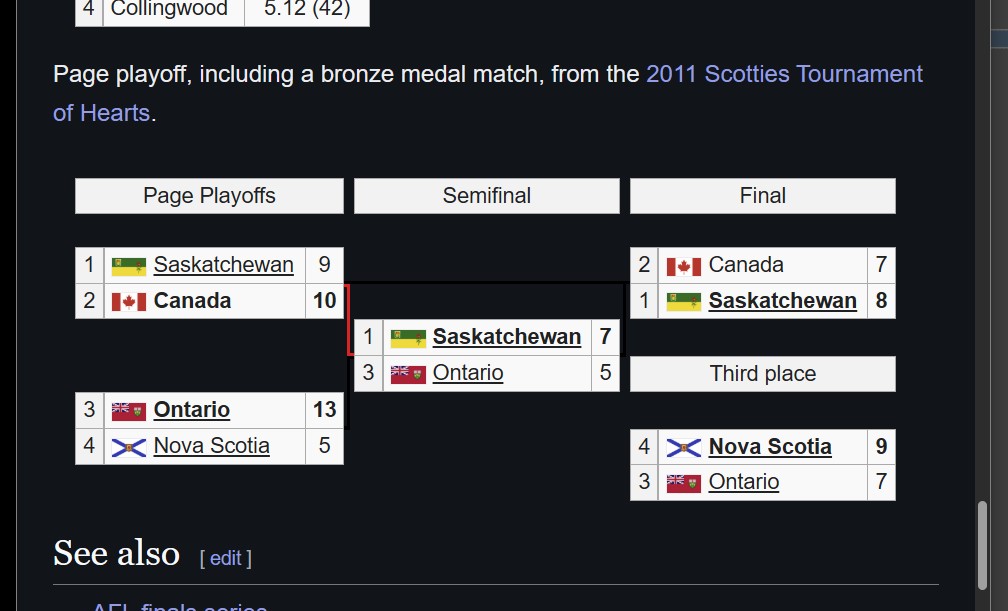 4 Collingwood 5.12 (42)
Page playoff, including a bronze medal match, from the 2011 Scotties Tournament
of Hearts.
Page Playoffs Semifinal Final
1 Saskatchewan 9
2 Canada 10
3 Ontario 13
4 Nova Scotia 5
1 Saskatchewan 7
3 Ontario 5
2 Canada 7
1 Saskatchewan 8
Third place
4 Nova Scotia 9
3 Ontario 7
See also [ edit ]
AFL finals series